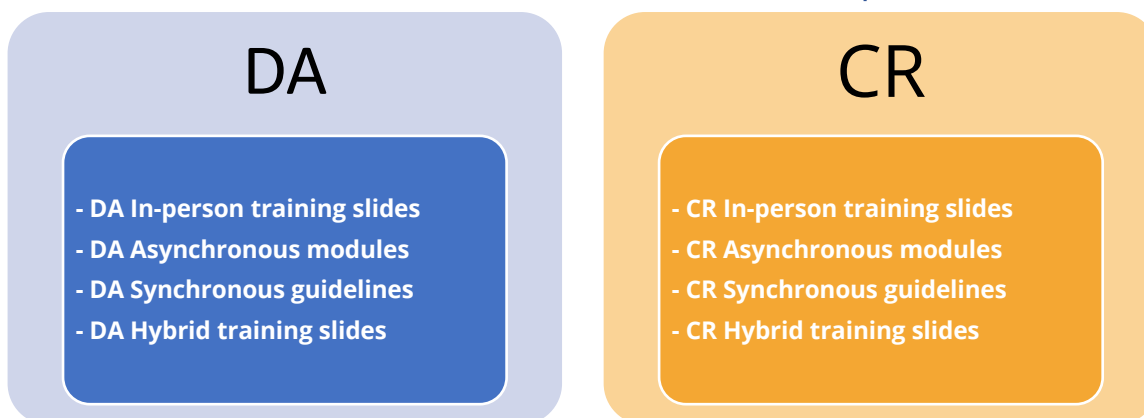 DA
- DA In-person training slides
- DA Asynchronous modules
- DA Synchronous guidelines
- DA Hybrid training slides
CR
- CR In-person training slides
- CR Asynchronous modules
- CR Synchronous guidelines
- CR Hybrid training slides